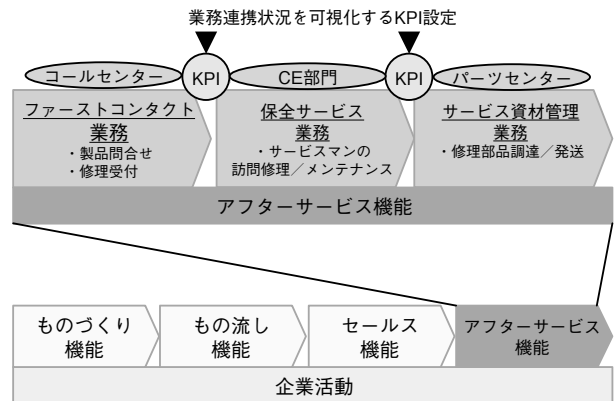 業務連携状況を可視化するKPI設定
コールセンター
KPI
CE部門
KPI
パーツセンター
ファーストコンタクト
業務
・製品問合せ
・修理受付
保全サービス
業務
・サービスマンの
訪問修理／メンテナンス
サービス資材管理
業務
・修理部品調達／発送
アフターサービス機能
ものづくり
機能
もの流し
機能
セールス
機能
アフターサービス
機能
企業活動